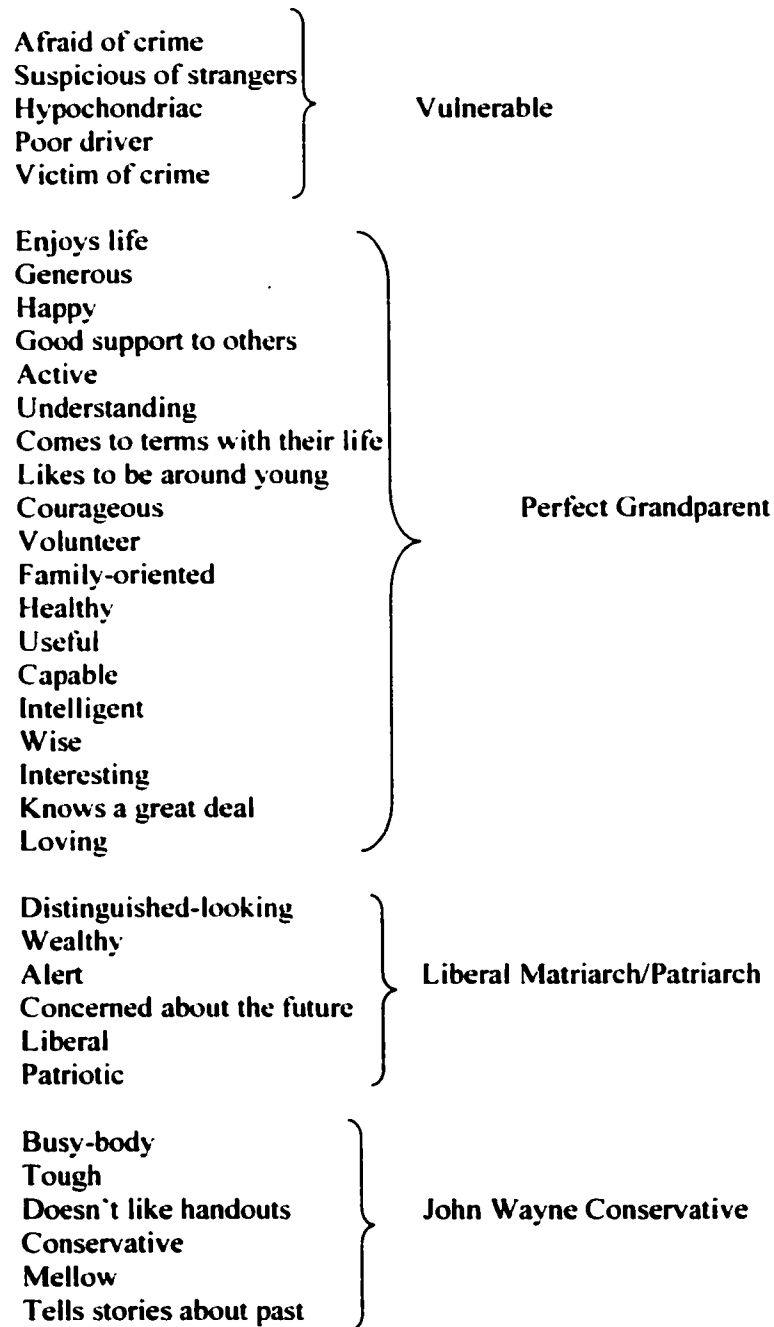 Afraid of crime
Suspicious of strangers
Hypochondriac
Vulnerable
Poor driver
Victim of crime
Enjoys life
Generous
Happy
Good support to others
Active
Understanding
Comes to terms with their life
Likes to be around young
Courageous
Perfect Grandparent
Volunteer
Family-oriented
Healthy
Useful
Capable
Intelligent
Wise
Interesting
Knows a great deal
Loving
Distinguished-looking
Wealthy
Alert
Liberal Matriarch/Patriarch
Concerned about the future
Liberal
Patriotic
Busy-body
Tough
Doesn't like handouts
John Wayne Conservative
Conservative
Mellow
Tells stories about past